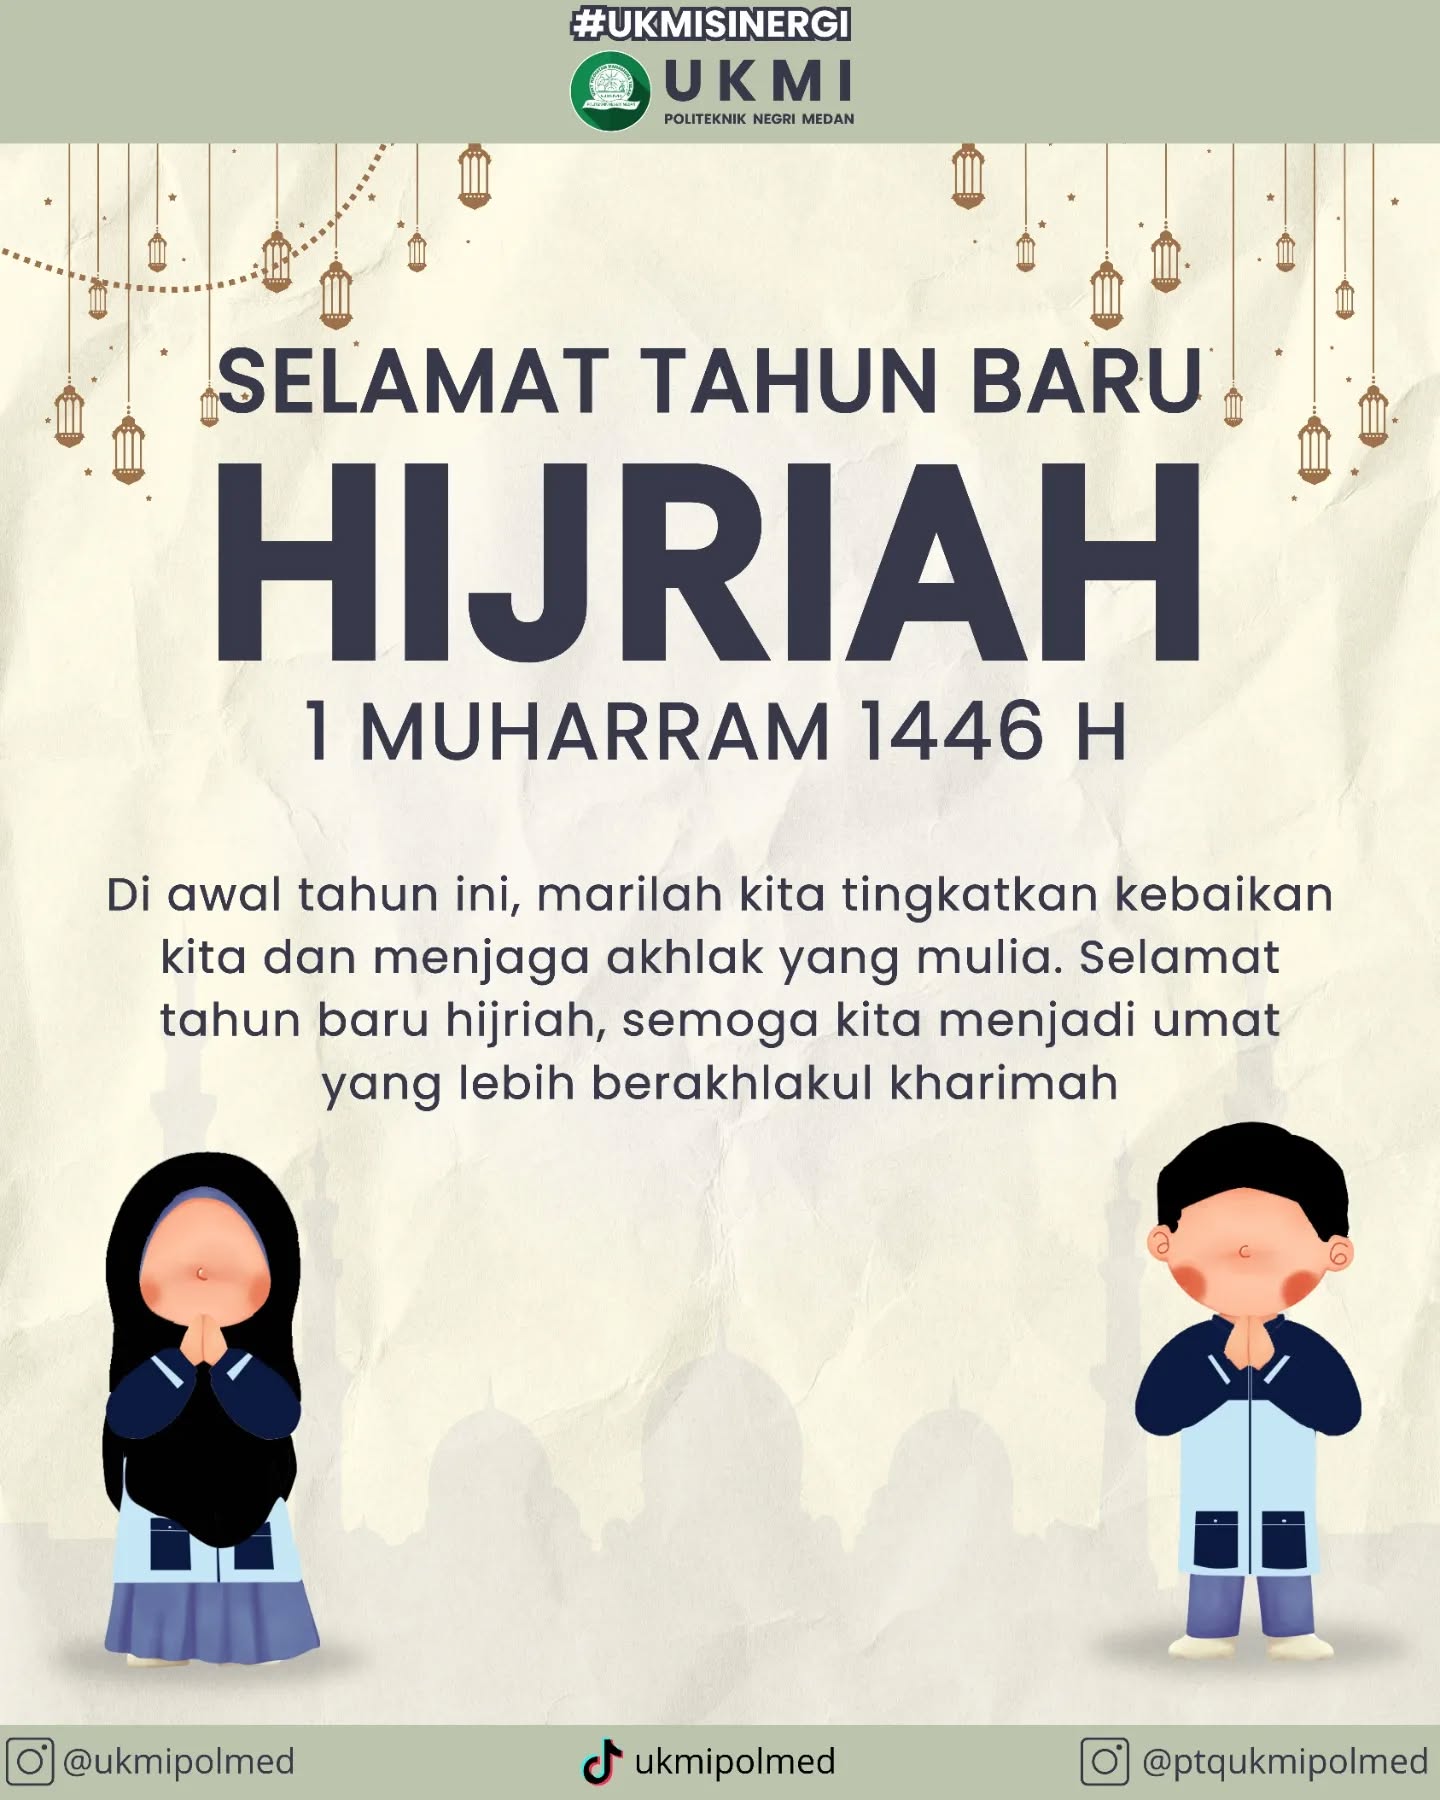 #UKMISINERGI
UKMI
POLITEKNIK NEGRI MEDAN
SELAMAT TAHUN BARU
HIJRIAH
1 MUHARRAM 1446 H
Di awal tahun ini, marilah kita tingkatkan kebaikan
kita dan menjaga akhlak yang mulia. Selamat
tahun baru hijriah, semoga kita menjadi umat
yang lebih berakhlakul kharimah
@ukmipolmed
ukmipolmed
@ptqukmipolmed